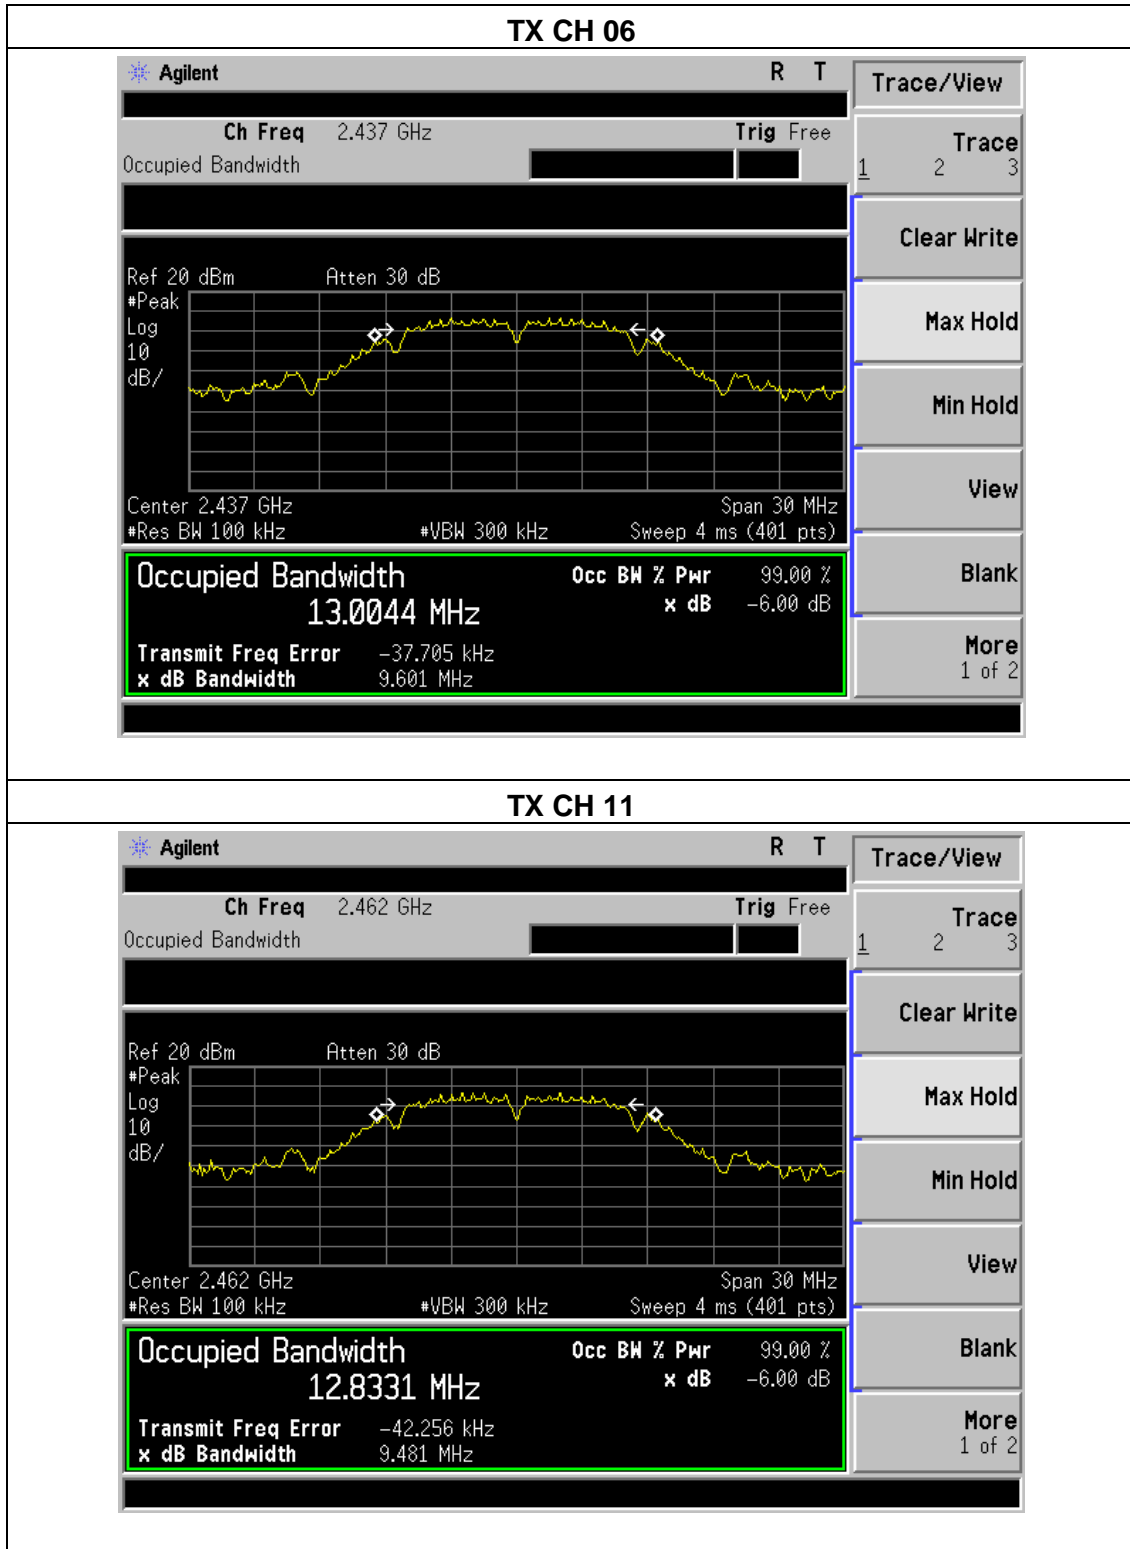 TX CH 06
Agilent R T Trace/View
Ch Freq 2.437 GHz Trig Free
Occupied Bandwidth
Trace
1 2 3
Clear Write
Ref 20 dBm Atten 30 dB
#Peak
Log
10
dB/
Max Hold
Min Hold
View
Center 2.437 GHz Span 30 MHz
#Res BW 100 kHz #VBW 300 kHz Sweep 4 ms (401 pts)
Occupied Bandwidth Occ BW % Pwr 99.00 %
13.0044 MHz x dB -6.00 dB
Blank
Transmit Freq Error -37.705 kHz
x dB Bandwidth 9.601 MHz
More
1 of 2
TX CH 11
Agilent R T Trace/View
Ch Freq 2.462 GHz Trig Free
Occupied Bandwidth
Trace
1 2 3
Clear Write
Ref 20 dBm Atten 30 dB
#Peak
Log
10
dB/
Max Hold
Min Hold
View
Center 2.462 GHz Span 30 MHz
#Res BW 100 kHz #VBW 300 kHz Sweep 4 ms (401 pts)
Occupied Bandwidth Occ BW % Pwr 99.00 %
12.8331 MHz x dB -6.00 dB
Blank
Transmit Freq Error -42.256 kHz
x dB Bandwidth 9.481 MHz
More
1 of 2